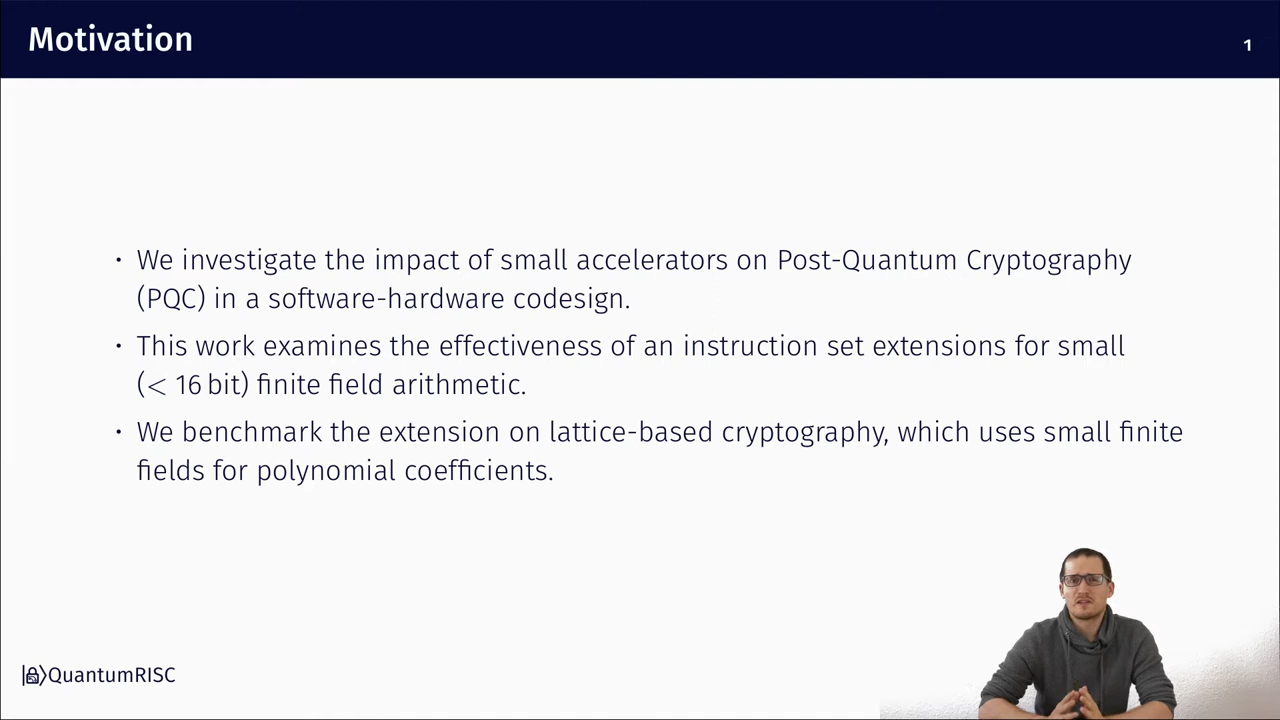 Motivation
1
• We investigate the impact of small accelerators on Post-Quantum Cryptography
(PQC) in a software-hardware codesign.
• This work examines the effectiveness of an instruction set extensions for small
(< 16 bit) finite field arithmetic.
• We benchmark the extension on lattice-based cryptography, which uses small finite
fields for polynomial coefficients.
QuantumRISC